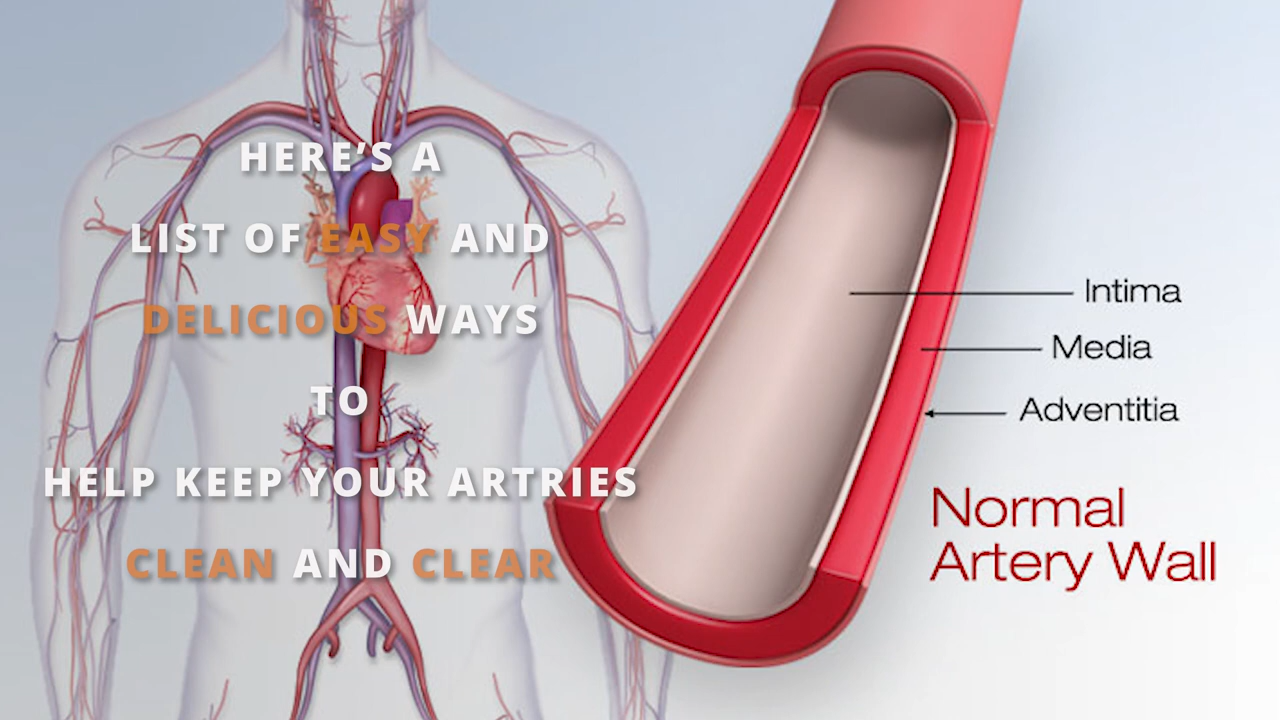 HERE’S A
LIST OF EASY AND
DELICIOUS WAYS
TO
HELP KEEP YOUR ARTRIES
CLEAN AND CLEAR
Intima
Media
Adventitia
Normal
Artery Wall